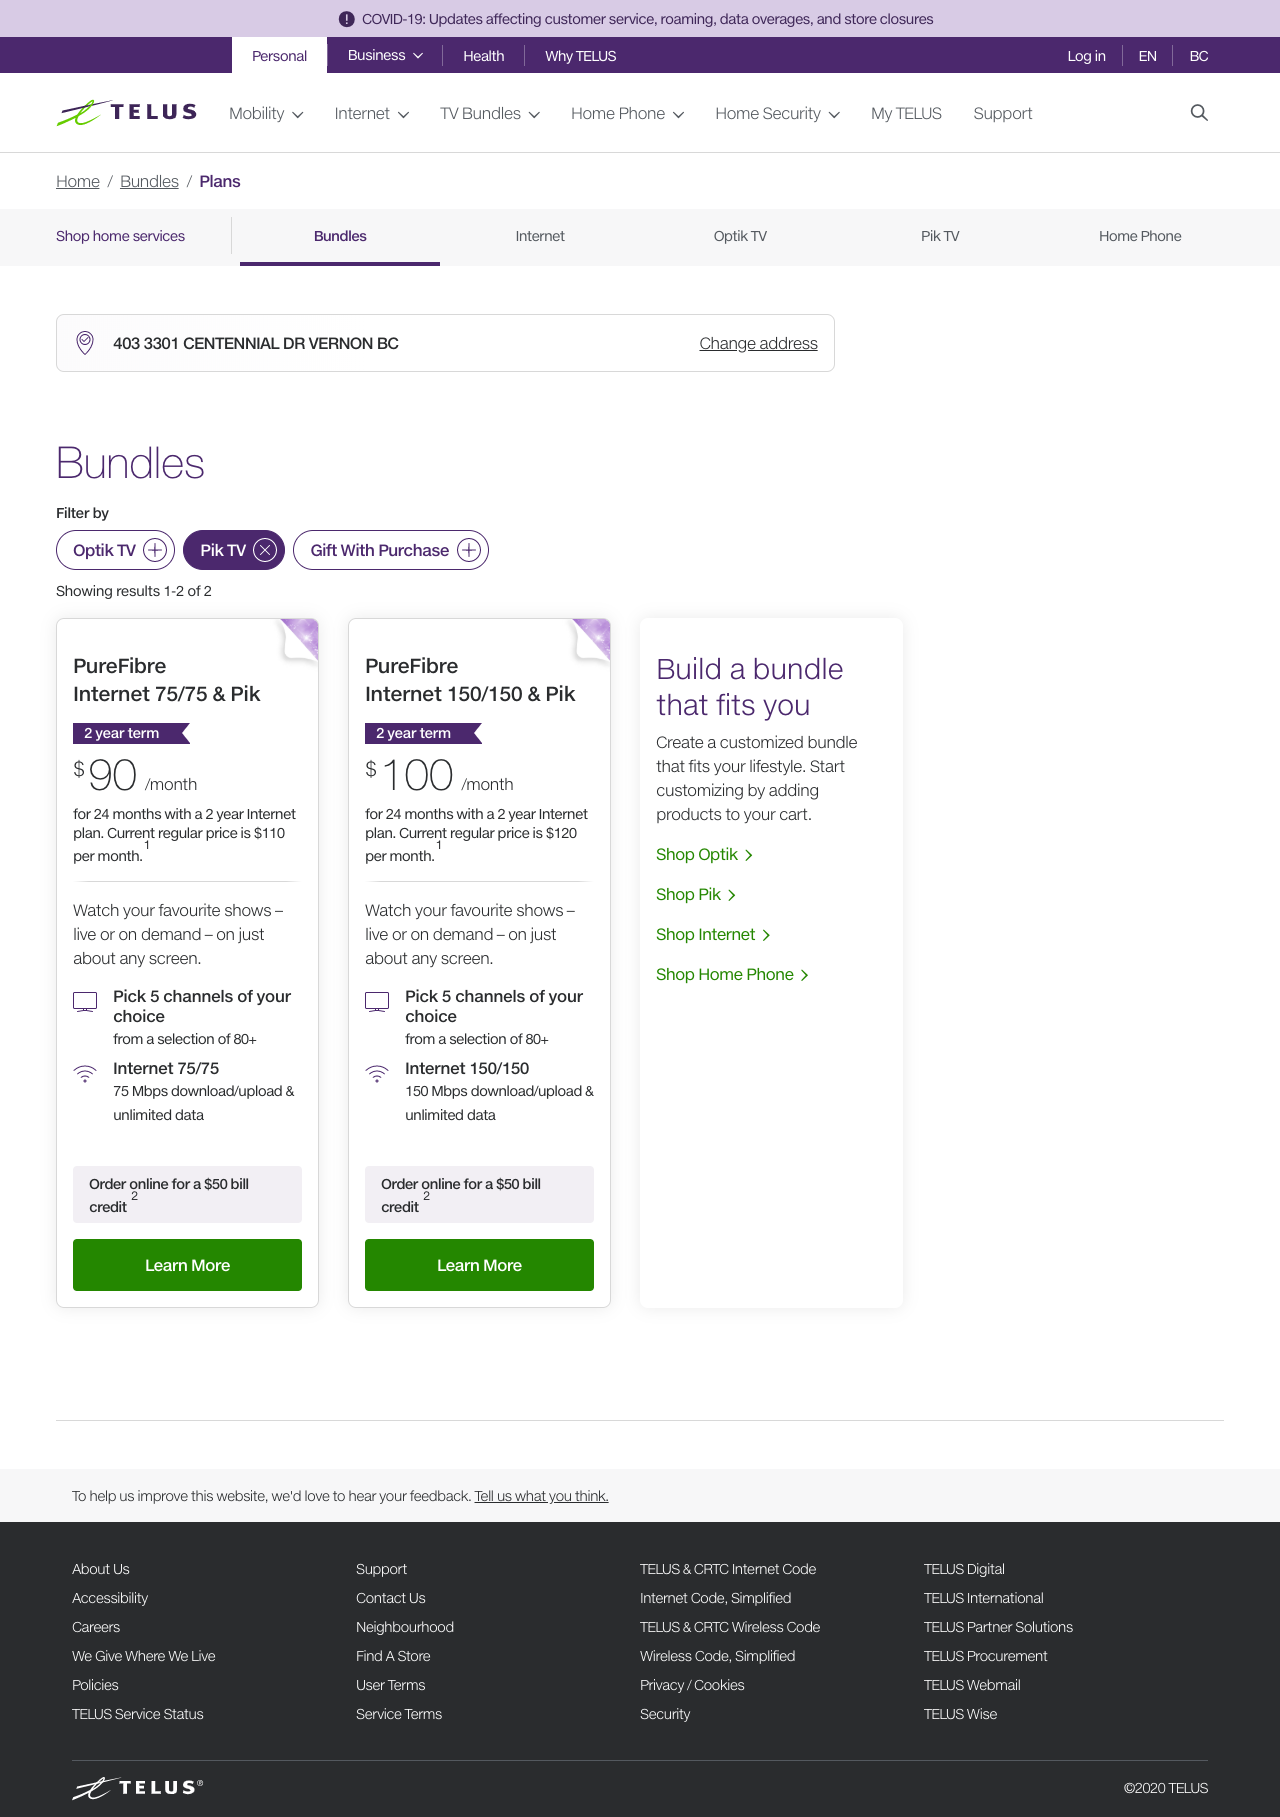 COVID-19: Updates affecting customer service, roaming, data overages, and store closures
Personal Business Health Why TELUS Log in EN BC
TELUS Mobility Internet TV Bundles Home Phone Home Security My TELUS Support
Home / Bundles / Plans
Shop home services Bundles Internet Optik TV Pik TV Home Phone
403 3301 CENTENNIAL DR VERNON BC Change address
Bundles
Filter by
Optik TV Pik TV Gift With Purchase
Showing results 1-2 of 2
PureFibre
Internet 75/75 & Pik
2 year term
$90 /month
for 24 months with a 2 year Internet
plan. Current regular price is $110
per month.1
Watch your favourite shows –
live or on demand – on just
about any screen.
Pick 5 channels of your
choice
from a selection of 80+
Internet 75/75
75 Mbps download/upload &
unlimited data
Order online for a $50 bill
credit 2
Learn More
PureFibre
Internet 150/150 & Pik
2 year term
$100 /month
for 24 months with a 2 year Internet
plan. Current regular price is $120
per month.1
Watch your favourite shows –
live or on demand – on just
about any screen.
Pick 5 channels of your
choice
from a selection of 80+
Internet 150/150
150 Mbps download/upload &
unlimited data
Order online for a $50 bill
credit 2
Learn More
Build a bundle
that fits you
Create a customized bundle
that fits your lifestyle. Start
customizing by adding
products to your cart.
Shop Optik
Shop Pik
Shop Internet
Shop Home Phone
To help us improve this website, we'd love to hear your feedback. Tell us what you think.
About Us
Accessibility
Careers
We Give Where We Live
Policies
TELUS Service Status
Support
Contact Us
Neighbourhood
Find A Store
User Terms
Service Terms
TELUS & CRTC Internet Code
Internet Code, Simplified
TELUS & CRTC Wireless Code
Wireless Code, Simplified
Privacy / Cookies
Security
TELUS Digital
TELUS International
TELUS Partner Solutions
TELUS Procurement
TELUS Webmail
TELUS Wise
TELUS® ©2020 TELUS